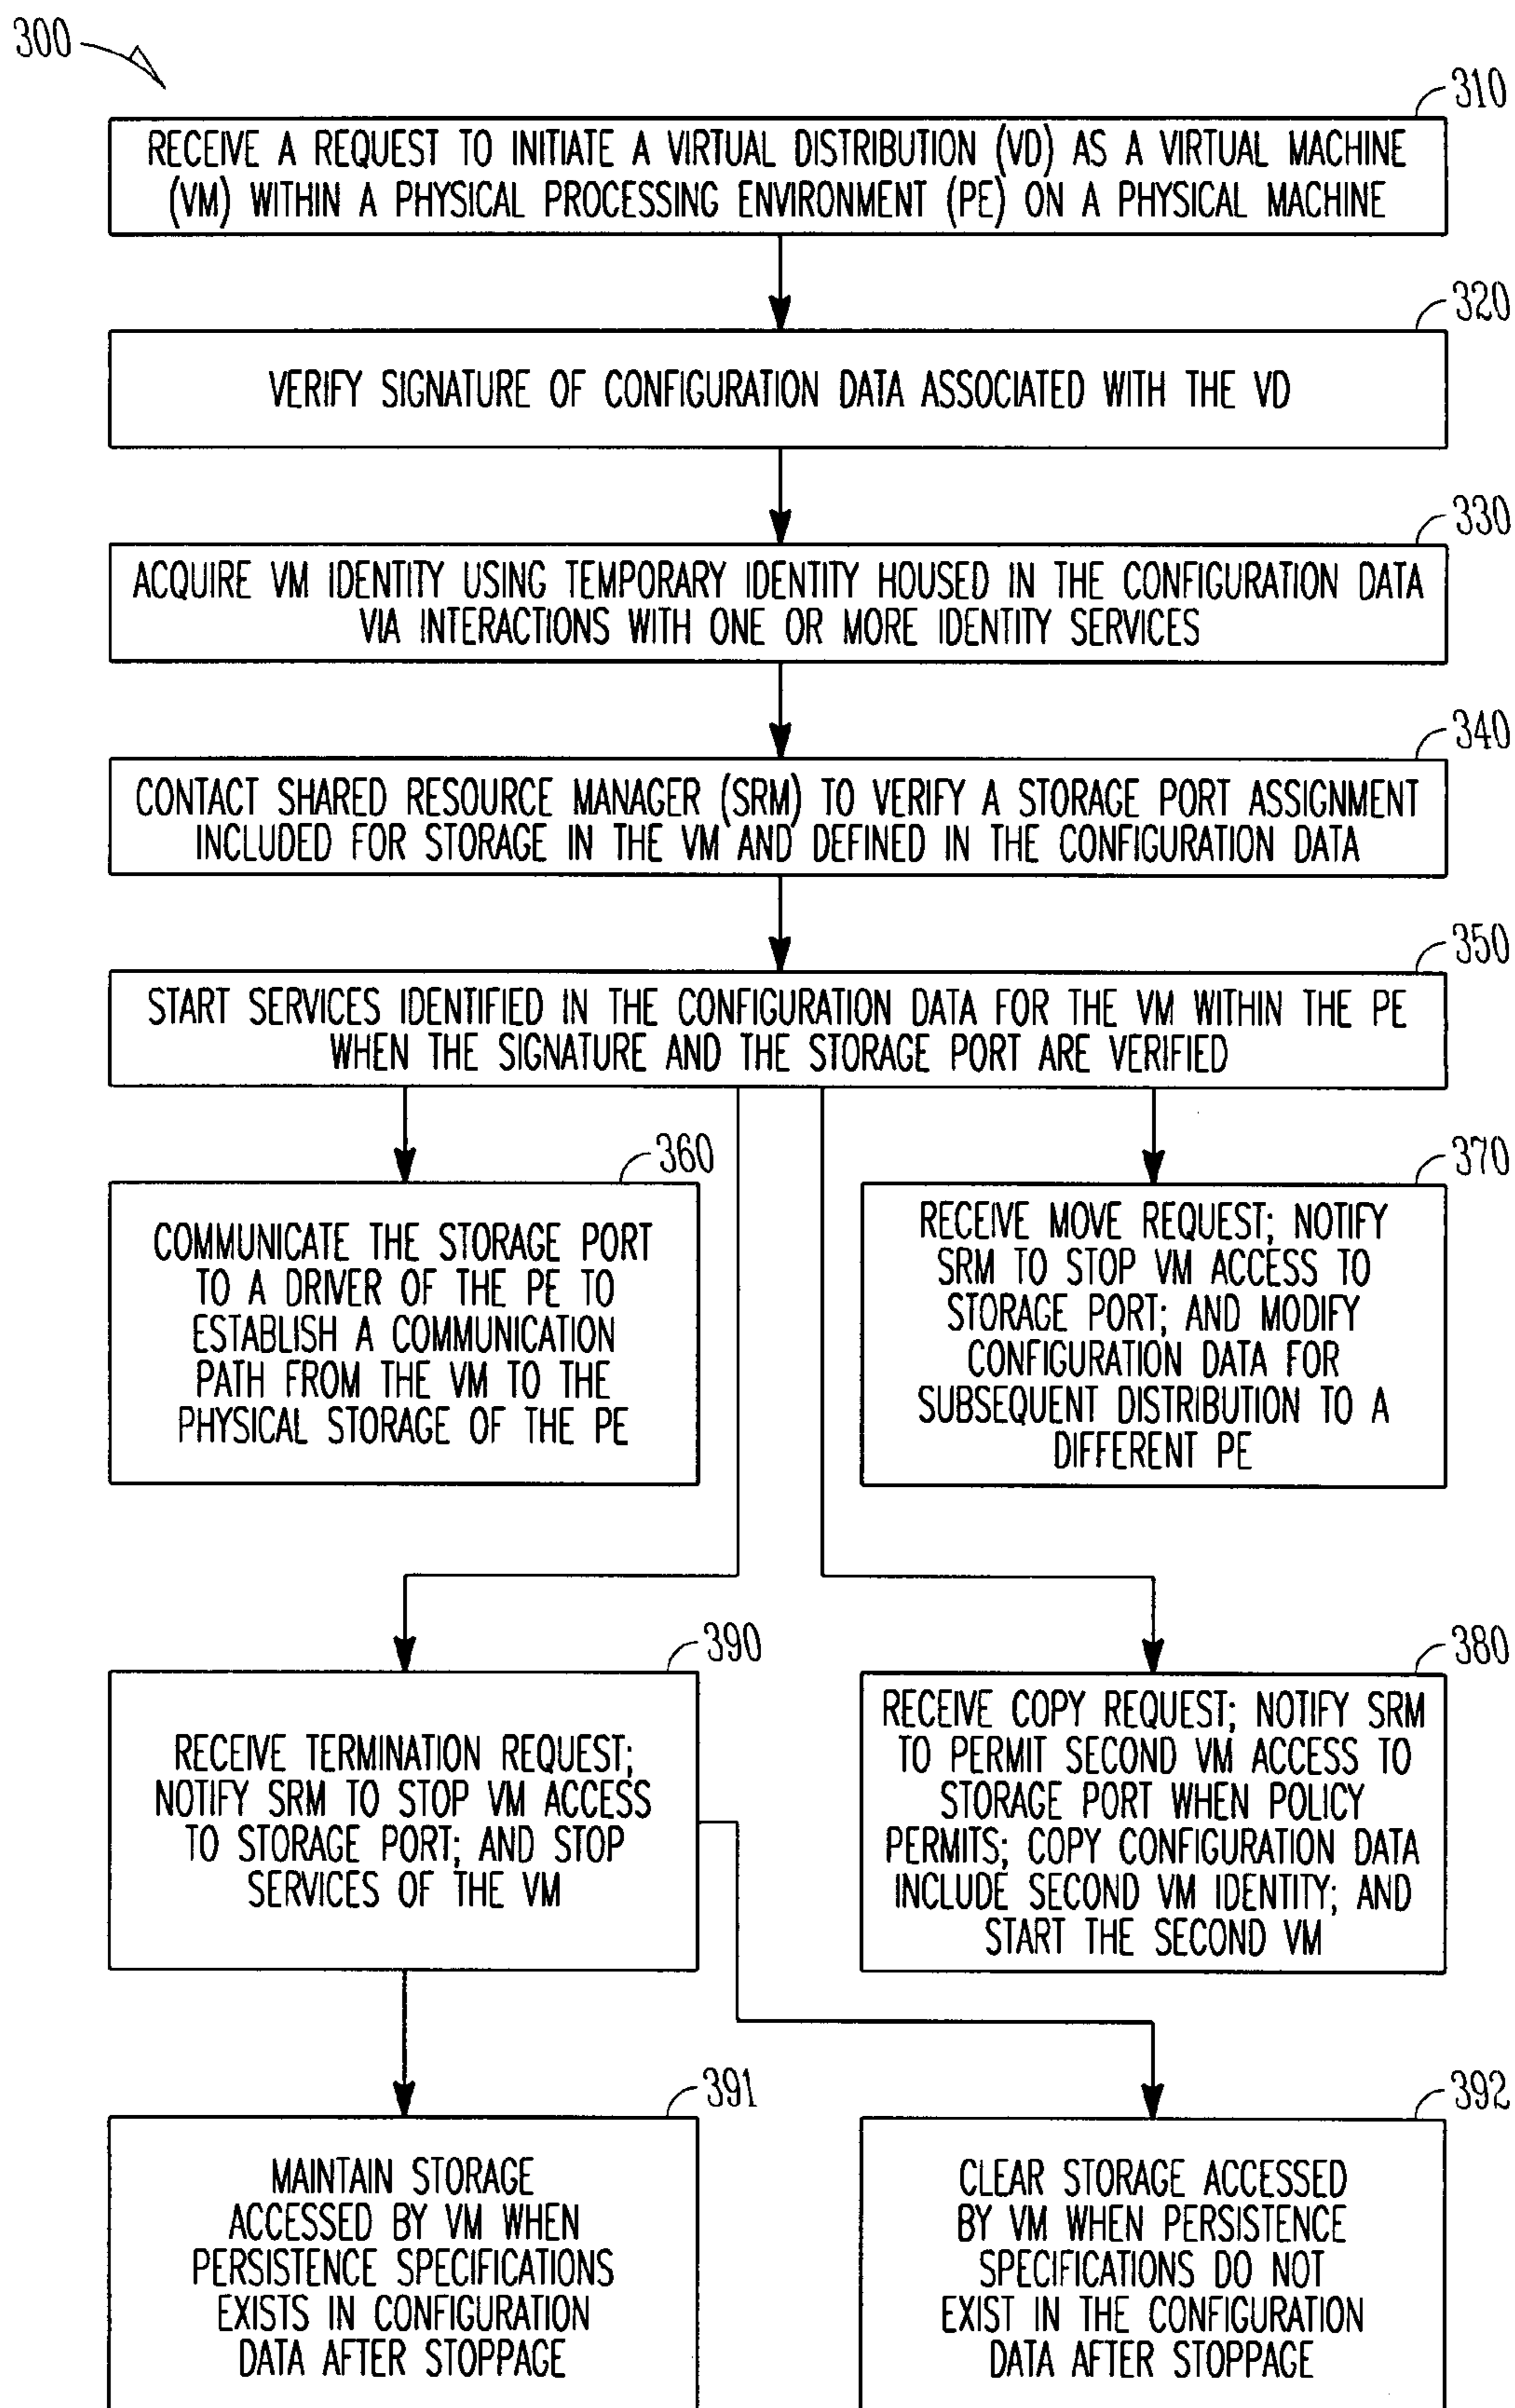 300
310
RECEIVE A REQUEST TO INITIATE A VIRTUAL DISTRIBUTION (VD) AS A VIRTUAL MACHINE
(VM) WITHIN A PHYSICAL PROCESSING ENVIRONMENT (PE) ON A PHYSICAL MACHINE
320
VERIFY SIGNATURE OF CONFIGURATION DATA ASSOCIATED WITH THE VD
330
ACQUIRE VM IDENTITY USING TEMPORARY IDENTITY HOUSED IN THE CONFIGURATION DATA
VIA INTERACTIONS WITH ONE OR MORE IDENTITY SERVICES
340
CONTACT SHARED RESOURCE MANAGER (SRM) TO VERIFY A STORAGE PORT ASSIGNMENT
INCLUDED FOR STORAGE IN THE VM AND DEFINED IN THE CONFIGURATION DATA
350
START SERVICES IDENTIFIED IN THE CONFIGURATION DATA FOR THE VM WITHIN THE PE
WHEN THE SIGNATURE AND THE STORAGE PORT ARE VERIFIED
360
COMMUNICATE THE STORAGE PORT
TO A DRIVER OF THE PE TO
ESTABLISH A COMMUNICATION
PATH FROM THE VM TO THE
PHYSICAL STORAGE OF THE PE
370
RECEIVE MOVE REQUEST; NOTIFY
SRM TO STOP VM ACCESS TO
STORAGE PORT; AND MODIFY
CONFIGURATION DATA FOR
SUBSEQUENT DISTRIBUTION TO A
DIFFERENT PE
390
RECEIVE TERMINATION REQUEST;
NOTIFY SRM TO STOP VM ACCESS
TO STORAGE PORT; AND STOP
SERVICES OF THE VM
380
RECEIVE COPY REQUEST; NOTIFY SRM
TO PERMIT SECOND VM ACCESS TO
STORAGE PORT WHEN POLICY
PERMITS; COPY CONFIGURATION DATA
INCLUDE SECOND VM IDENTITY; AND
START THE SECOND VM
391
MAINTAIN STORAGE
ACCESSED BY VM WHEN
PERSISTENCE SPECIFICATIONS
EXISTS IN CONFIGURATION
DATA AFTER STOPPAGE
392
CLEAR STORAGE ACCESSED
BY VM WHEN PERSISTENCE
SPECIFICATIONS DO NOT
EXIST IN THE CONFIGURATION
DATA AFTER STOPPAGE